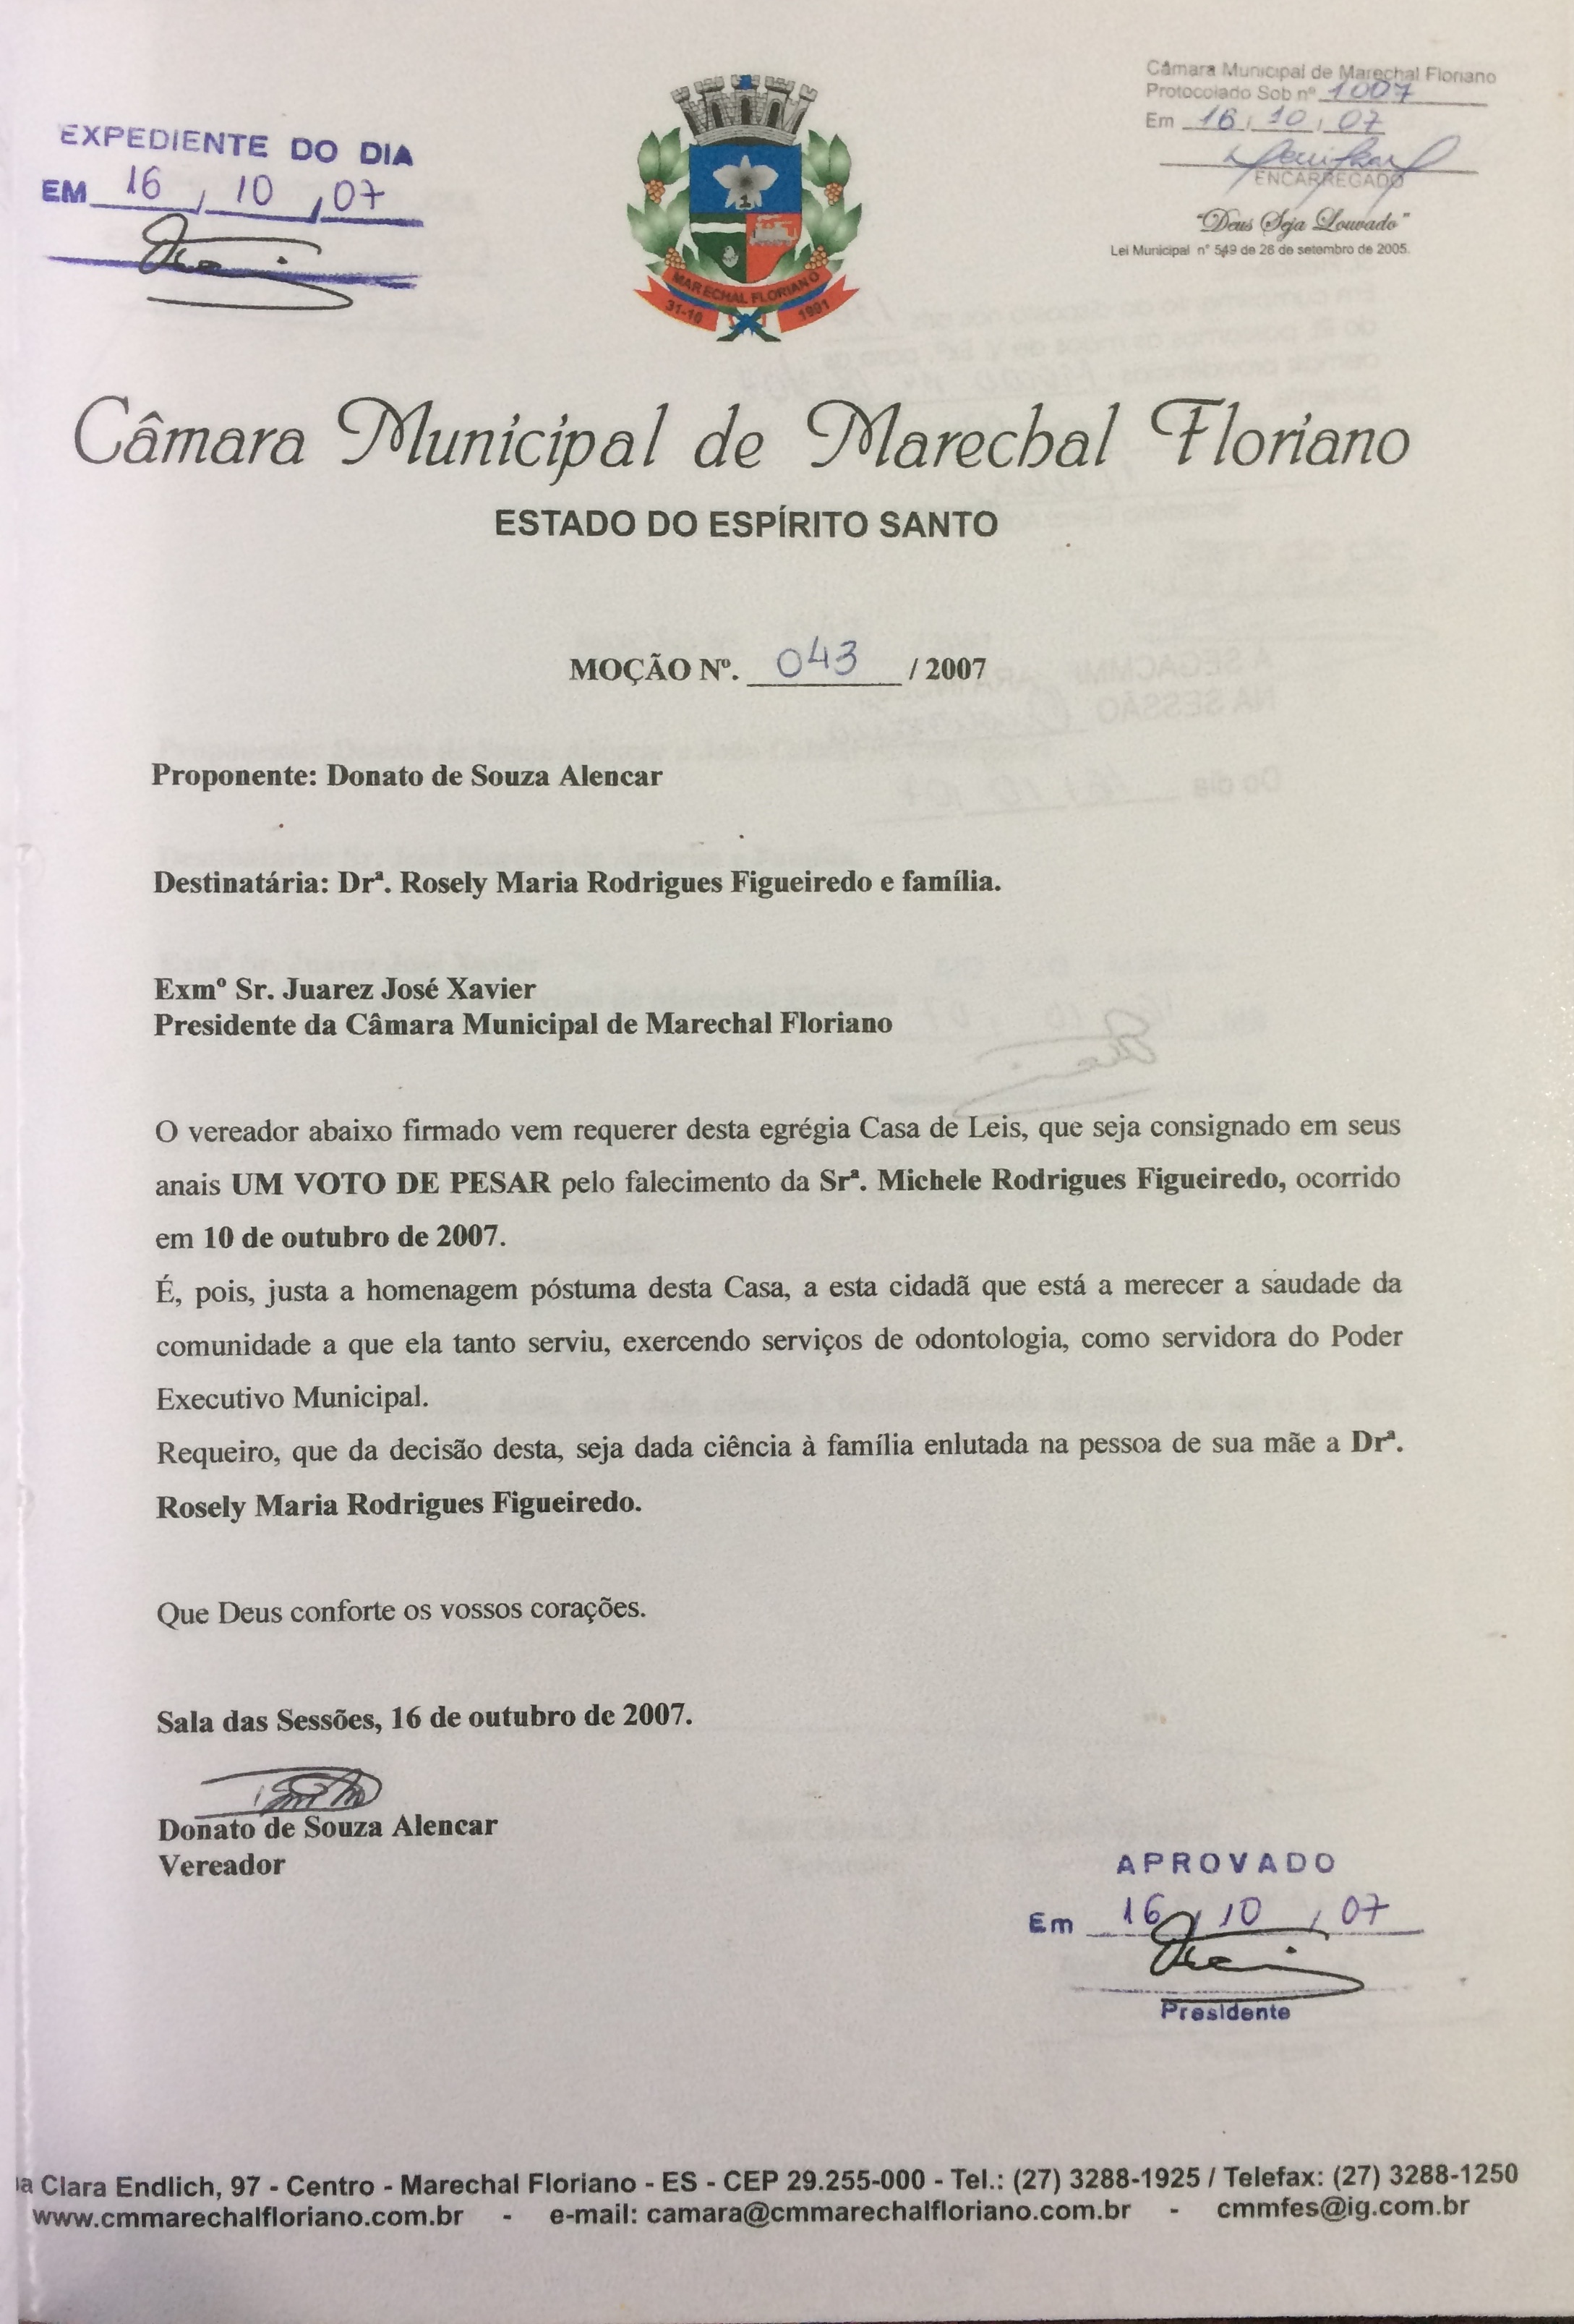 EXPEDIENTE DO DIA
EM 16 / 10 / 07
Câmara Municipal de Marechal Floriano
Protocolado Sob nº 1007
Em 16 / 10 / 07
ENCARREGADO
"Deus Seja Louvado"
Lei Municipal nº 549 de 26 de setembro de 2005.
MARECHAL FLORIANO
31-10 1991
Câmara Municipal de Marechal Floriano
ESTADO DO ESPÍRITO SANTO
MOÇÃO Nº. 043 / 2007
Proponente: Donato de Souza Alencar
Destinatária: Drª. Rosely Maria Rodrigues Figueiredo e família.
Exmº Sr. Juarez José Xavier
Presidente da Câmara Municipal de Marechal Floriano
O vereador abaixo firmado vem requerer desta egrégia Casa de Leis, que seja consignado em seus
anais UM VOTO DE PESAR pelo falecimento da Srª. Michele Rodrigues Figueiredo, ocorrido
em 10 de outubro de 2007.
É, pois, justa a homenagem póstuma desta Casa, a esta cidadã que está a merecer a saudade da
comunidade a que ela tanto serviu, exercendo serviços de odontologia, como servidora do Poder
Executivo Municipal.
Requeiro, que da decisão desta, seja dada ciência à família enlutada na pessoa de sua mãe a Drª.
Rosely Maria Rodrigues Figueiredo.
Que Deus conforte os vossos corações.
Sala das Sessões, 16 de outubro de 2007.
Donato de Souza Alencar
Vereador
APROVADO
Em 16 / 10 / 07
Presidente
Clara Endlich, 97 - Centro - Marechal Floriano - ES - CEP 29.255-000 - Tel.: (27) 3288-1925 / Telefax: (27) 3288-1250
www.cmmarechalfloriano.com.br - e-mail: camara@cmmarechalfloriano.com.br - cmmfes@ig.com.br